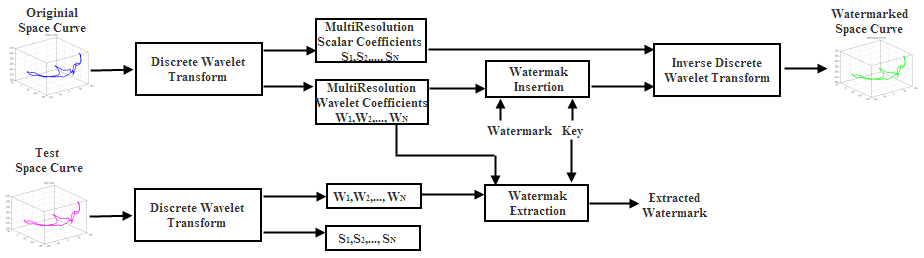 Originial
Space Curve
Discrete Wavelet
Transform
MultiResolution
Scalar Coefficients
S1,S2,..., SN
MultiResolution
Wavelet Coefficients
W1,W2,..., WN
Watermak
Insertion
Watermark
Key
Inverse Discrete
Wavelet Transform
Watermarked
Space Curve
Test
Space Curve
Discrete Wavelet
Transform
W1,W2,..., WN
S1,S2,..., SN
Watermak
Extraction
Extracted
Watermark